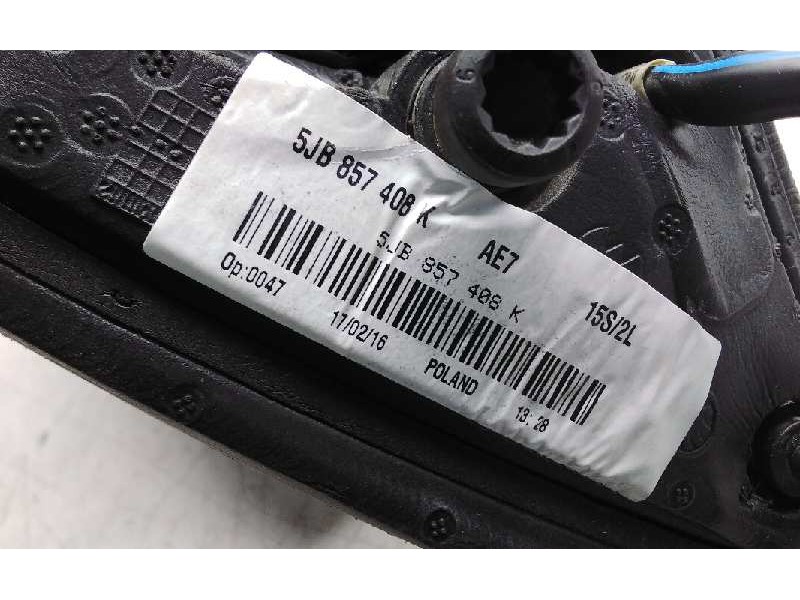 5JB 857 408 K
AE7
15S/2L
5JB 857 408 K
Op:0047
17/02/16
POLAND
13:28